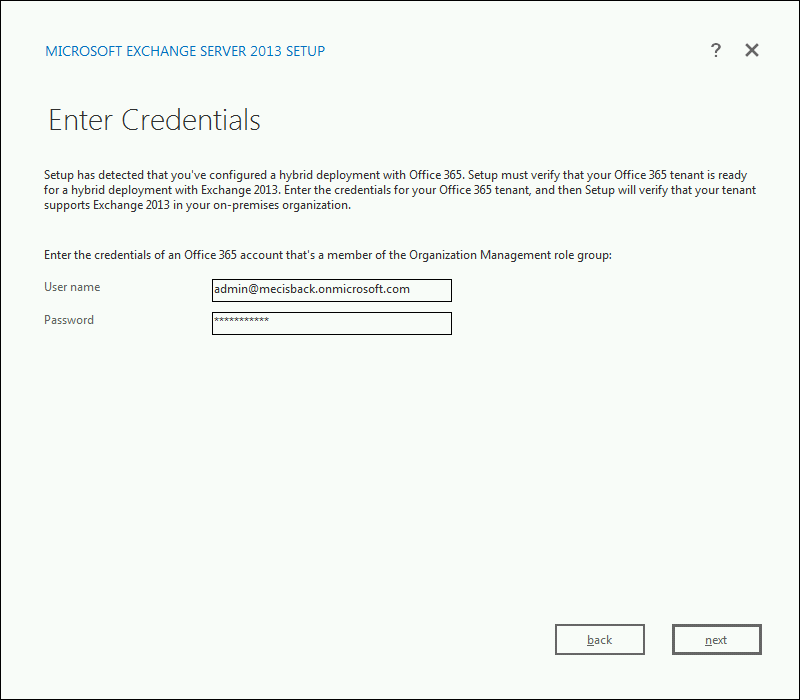 MICROSOFT EXCHANGE SERVER 2013 SETUP
? ✕
Enter Credentials
Setup has detected that you've configured a hybrid deployment with Office 365. Setup must verify that your Office 365 tenant is ready
for a hybrid deployment with Exchange 2013. Enter the credentials for your Office 365 tenant, and then Setup will verify that your tenant
supports Exchange 2013 in your on-premises organization.
Enter the credentials of an Office 365 account that's a member of the Organization Management role group:
User name admin@mecisback.onmicrosoft.com
Password ***********
back next